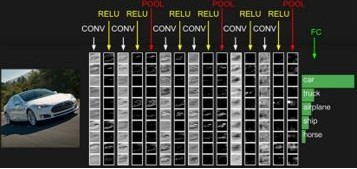 POOL POOL POOL
RELU RELU RELU RELU RELU RELU
CONV CONV CONV CONV CONV CONV
FC
car
truck
airplane
ship
horse